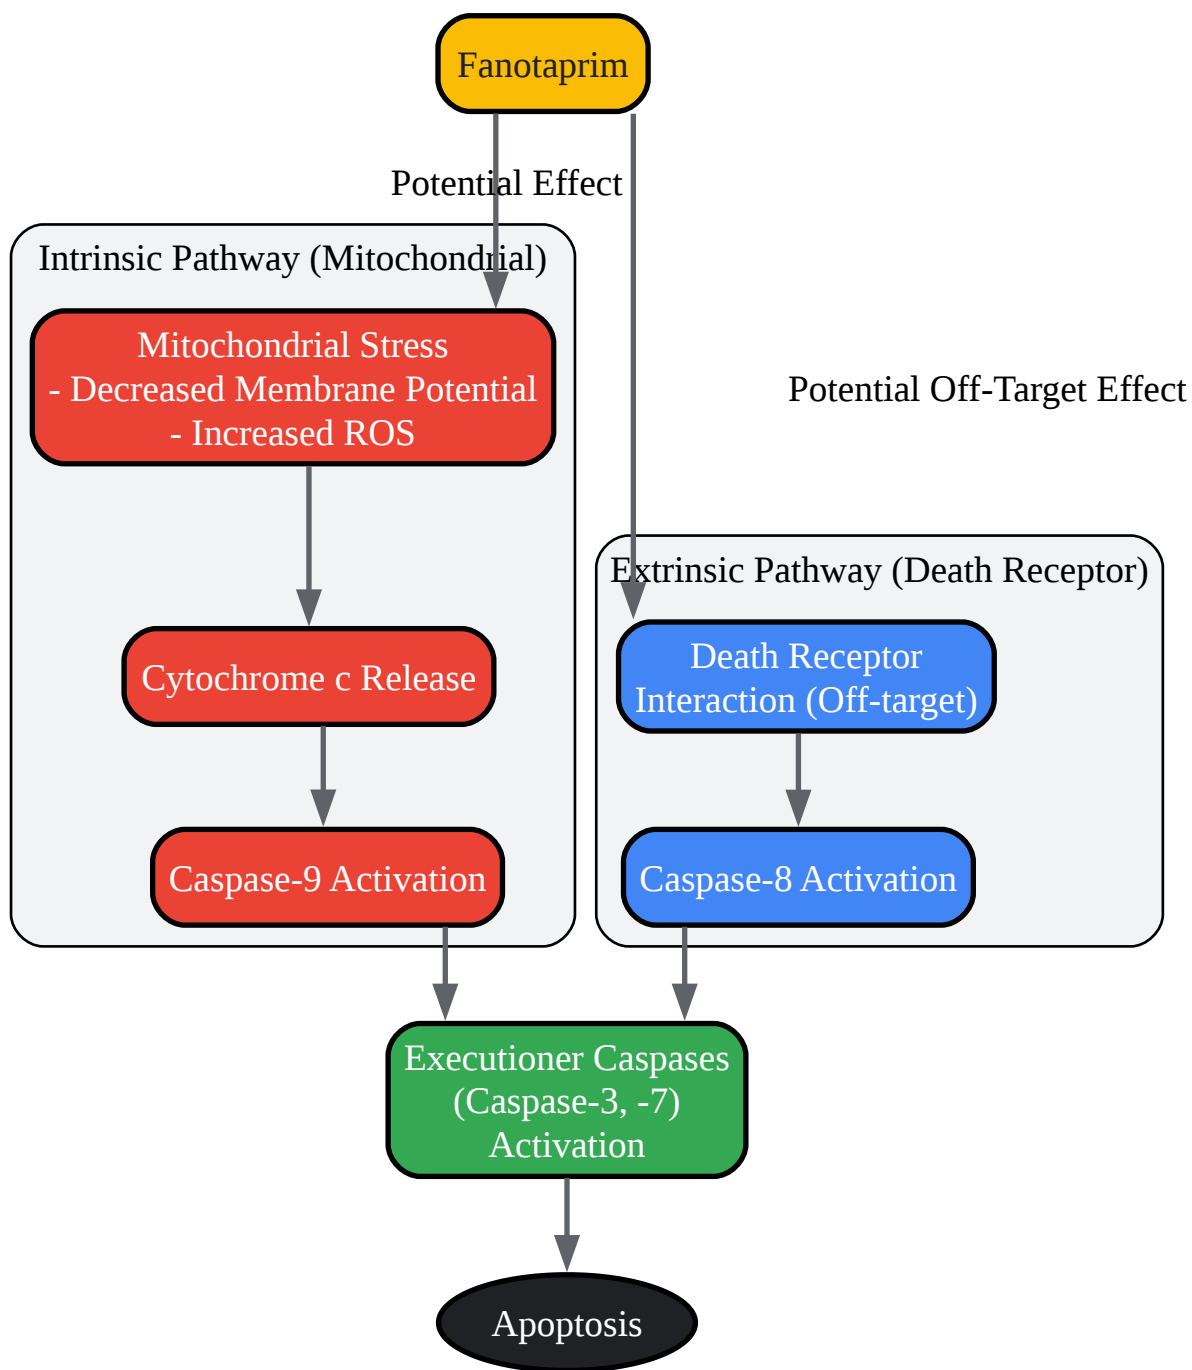 Fanotaprim
Potential Effect
Intrinsic Pathway (Mitochondrial)
Mitochondrial Stress
- Decreased Membrane Potential
- Increased ROS
Potential Off-Target Effect
Extrinsic Pathway (Death Receptor)
Cytochrome c Release
Death Receptor
Interaction (Off-target)
Caspase-9 Activation
Caspase-8 Activation
Executioner Caspases
(Caspase-3, -7)
Activation
Apoptosis